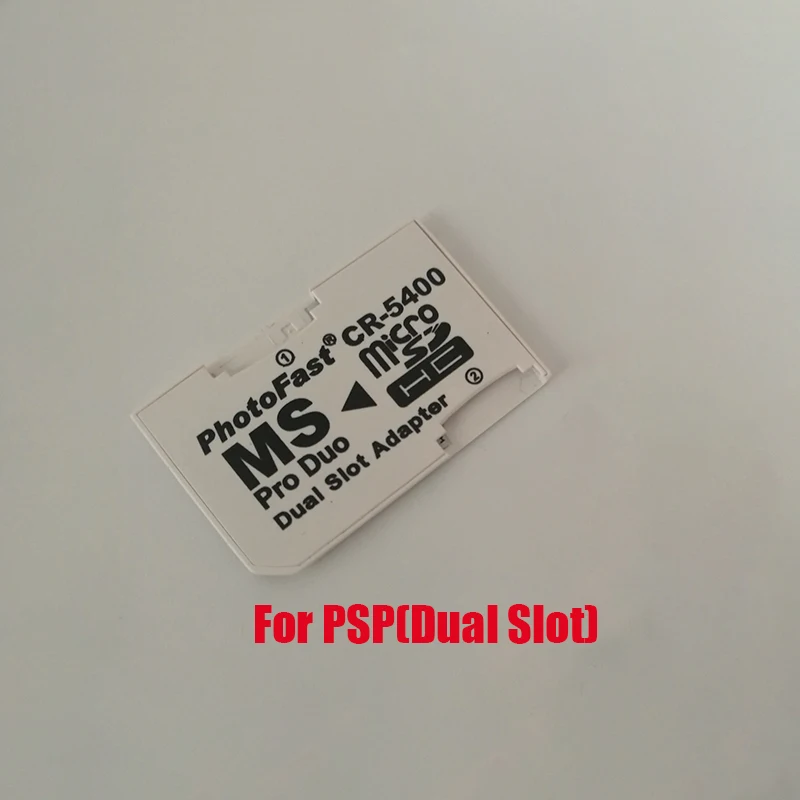 PhotoFast® CR-5400
①
MS
Pro Duo
Dual Slot Adapter
◀
micro
SD
HC
②
For PSP(Dual Slot)